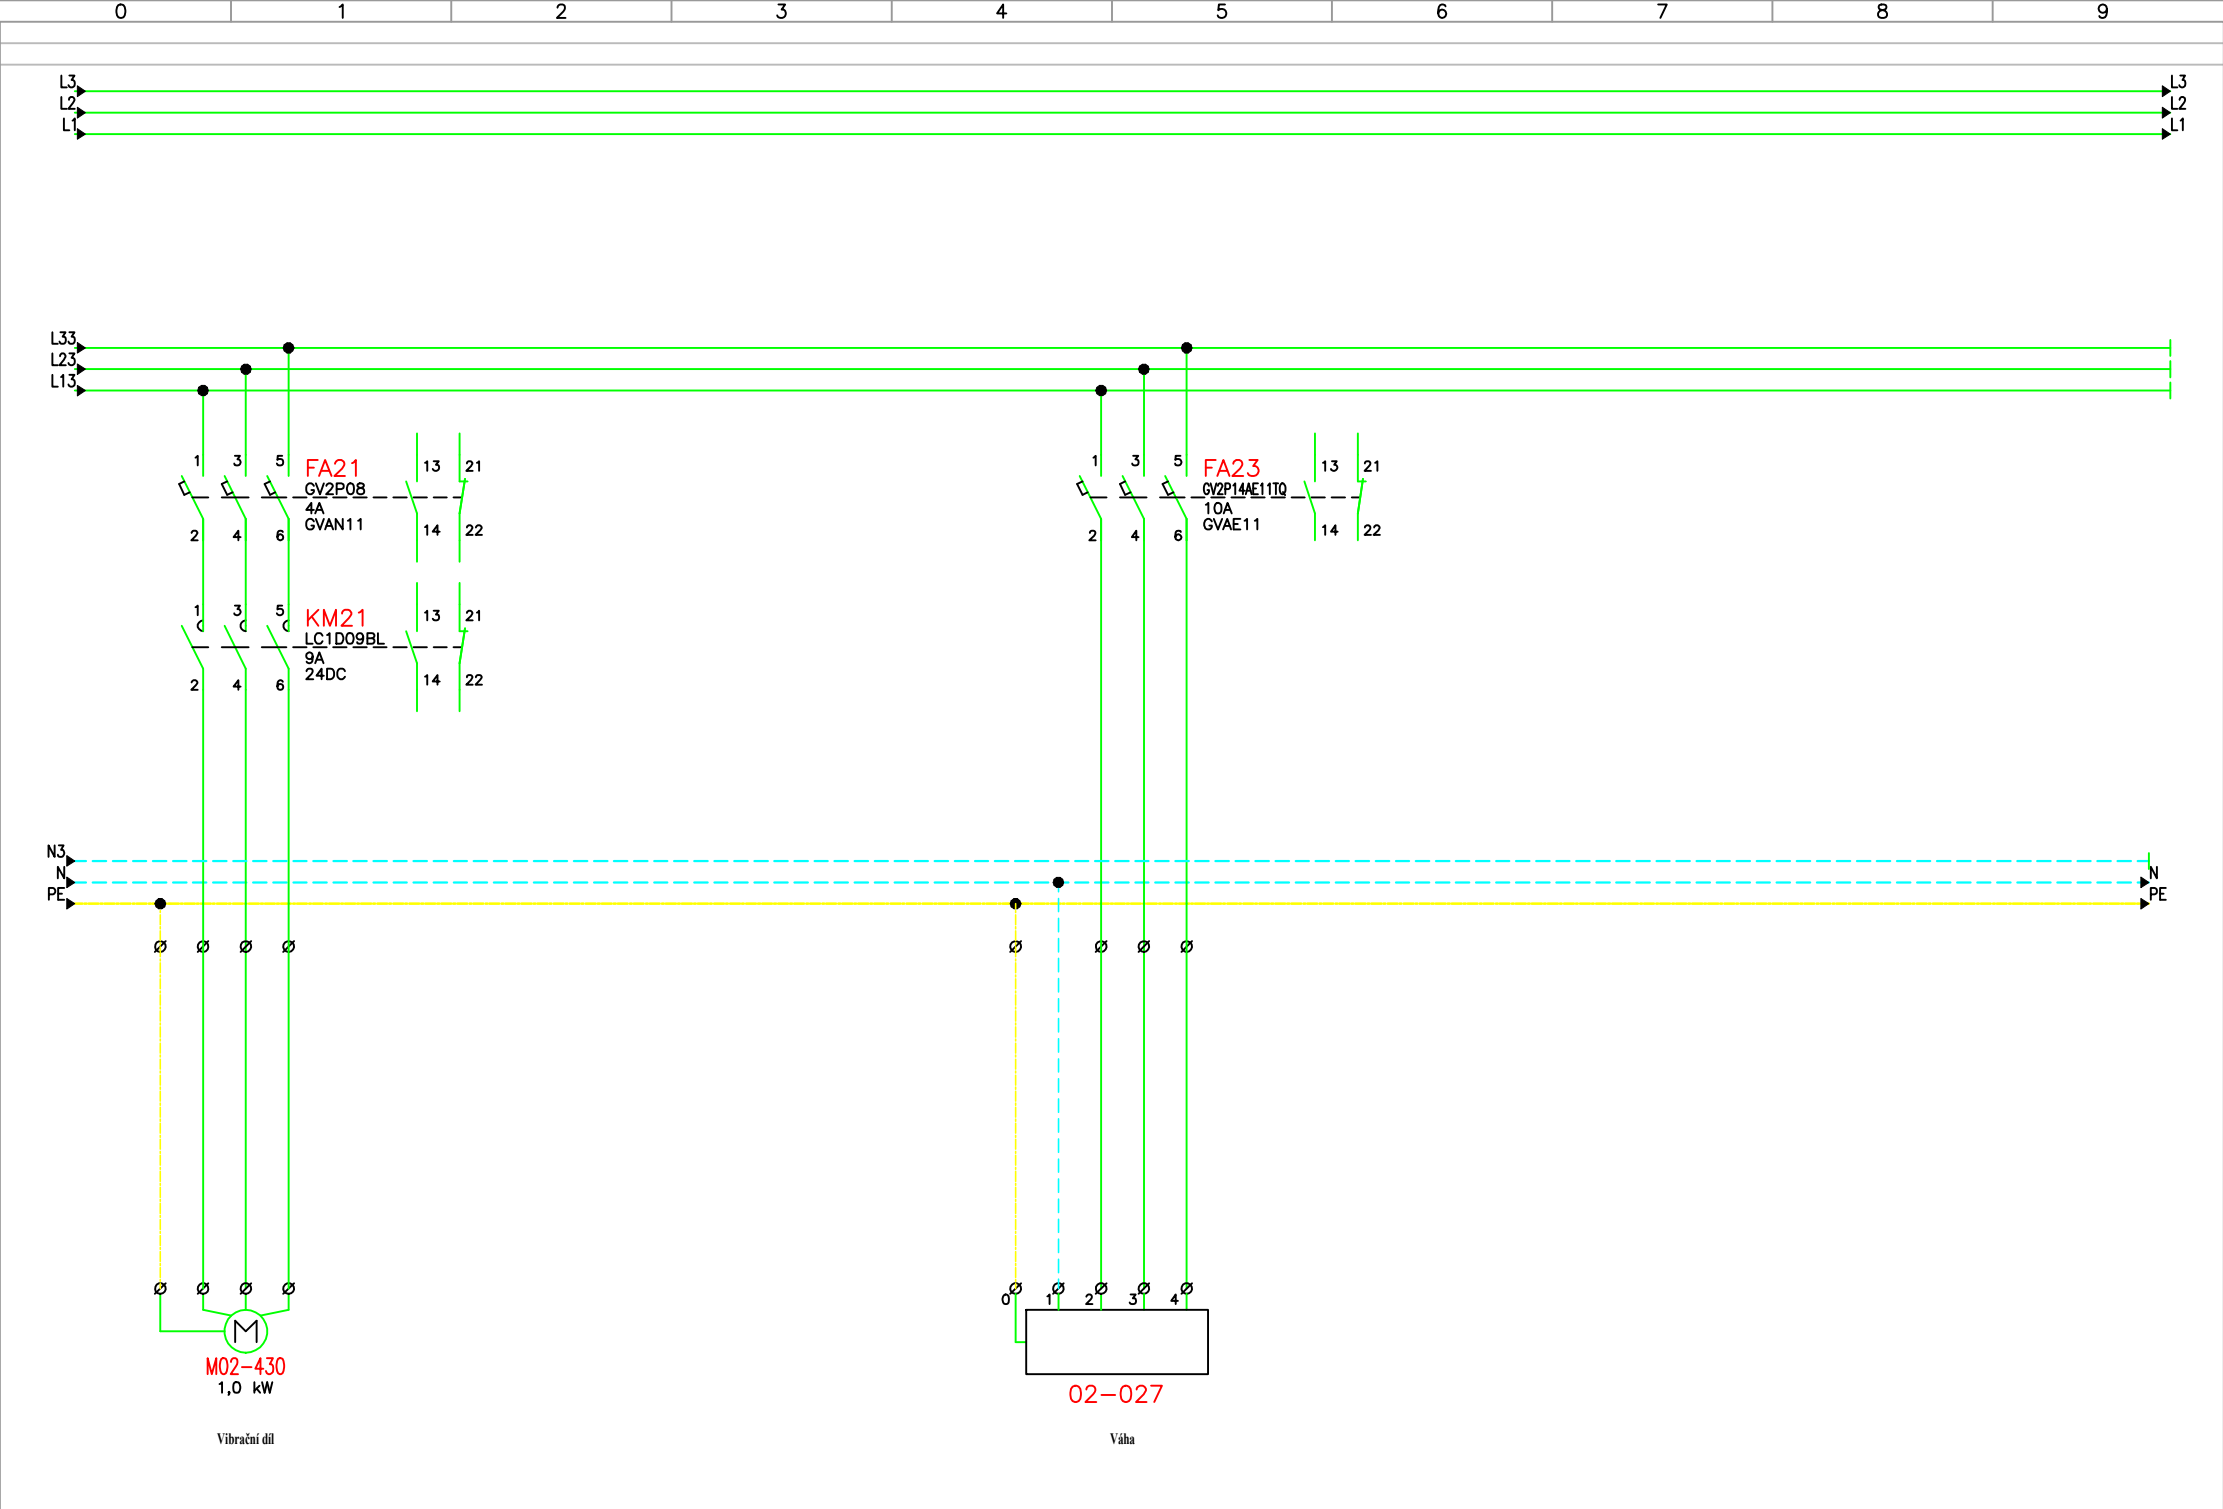 0 1 2 3 4 5 6 7 8 9
L3 L3
L2 L2
L1 L1
L33
L23
L13
1 3 5 FA21 13 21 1 3 5 FA23 13 21
GV2P08 GV2P14AE11TQ
4A 10A
GVAN11 GVAE11
2 4 6 14 22 2 4 6 14 22
1 3 5 KM21 13 21
LC1D09BL
9A
24DC
2 4 6 14 22
N3
N N
PE PE
0 1 2 3 4
M
M02-430
1,0 kW
02-027
Vibrační díl Váha